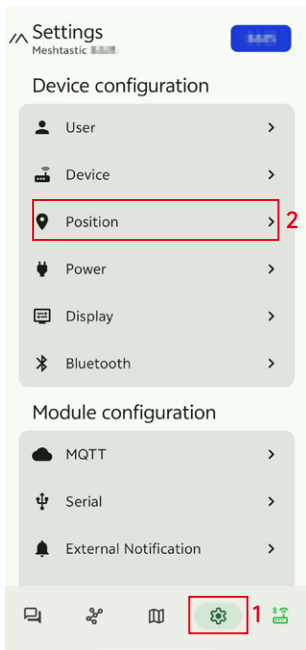 Settings
Meshtastic
Device configuration
User
Device
Position
2
Power
Display
Bluetooth
Module configuration
MQTT
Serial
External Notification
1